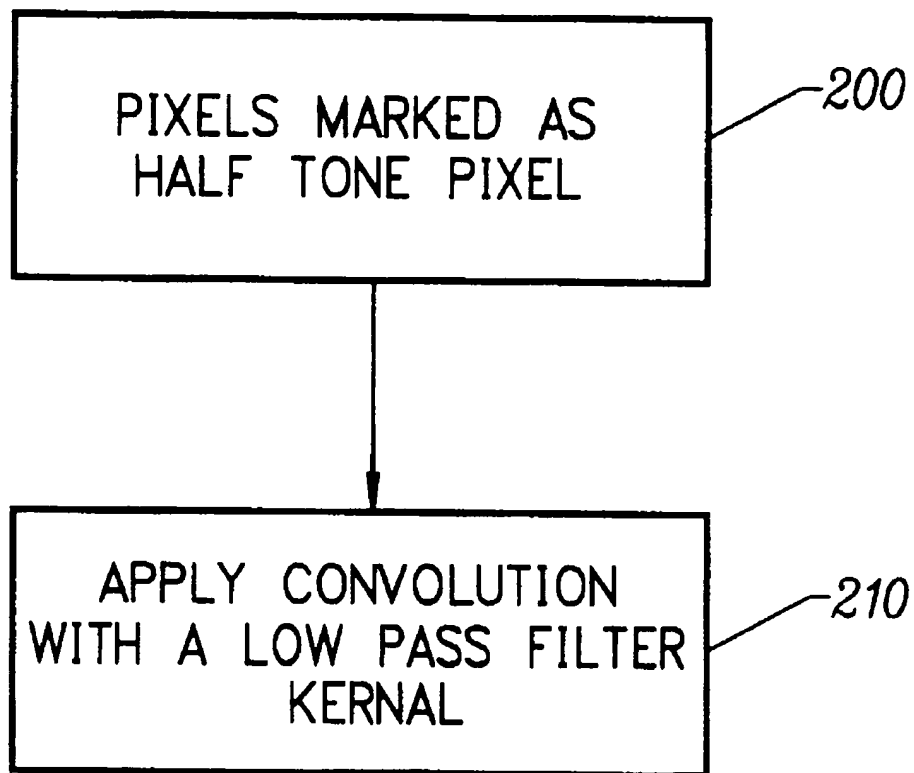 PIXELS MARKED AS
HALF TONE PIXEL
200
APPLY CONVOLUTION
WITH A LOW PASS FILTER
KERNAL
210